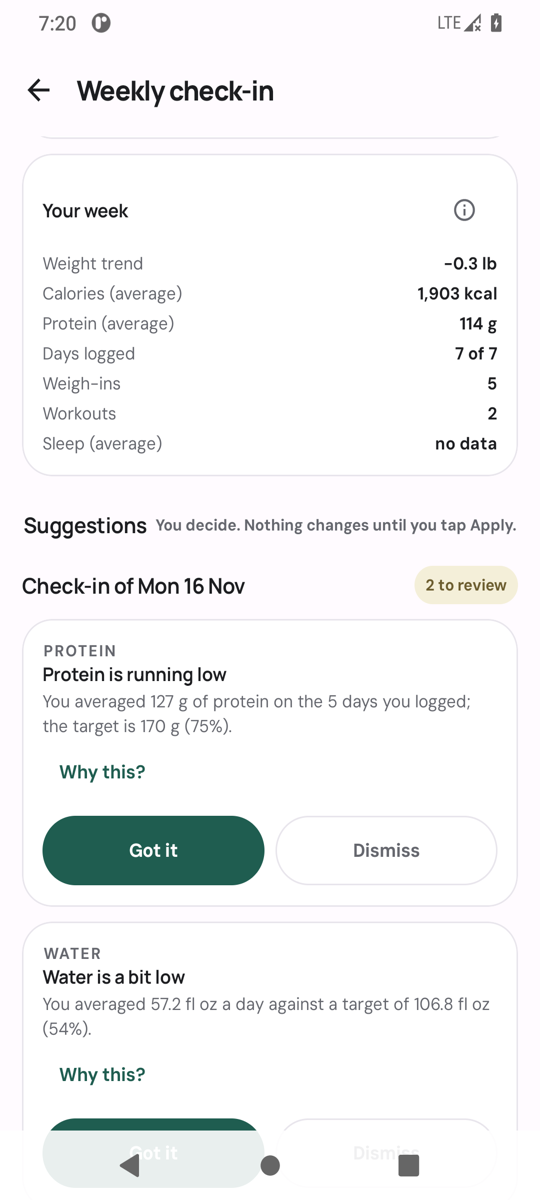 7:20
LTE
Weekly check-in
Your week
Weight trend −0.3 lb
Calories (average) 1,903 kcal
Protein (average) 114 g
Days logged 7 of 7
Weigh-ins 5
Workouts 2
Sleep (average) no data
Suggestions You decide. Nothing changes until you tap Apply.
Check-in of Mon 16 Nov 2 to review
PROTEIN
Protein is running low
You averaged 127 g of protein on the 5 days you logged;
the target is 170 g (75%).
Why this?
Got it Dismiss
WATER
Water is a bit low
You averaged 57.2 fl oz a day against a target of 106.8 fl oz
(54%).
Why this?
Got it Dismiss